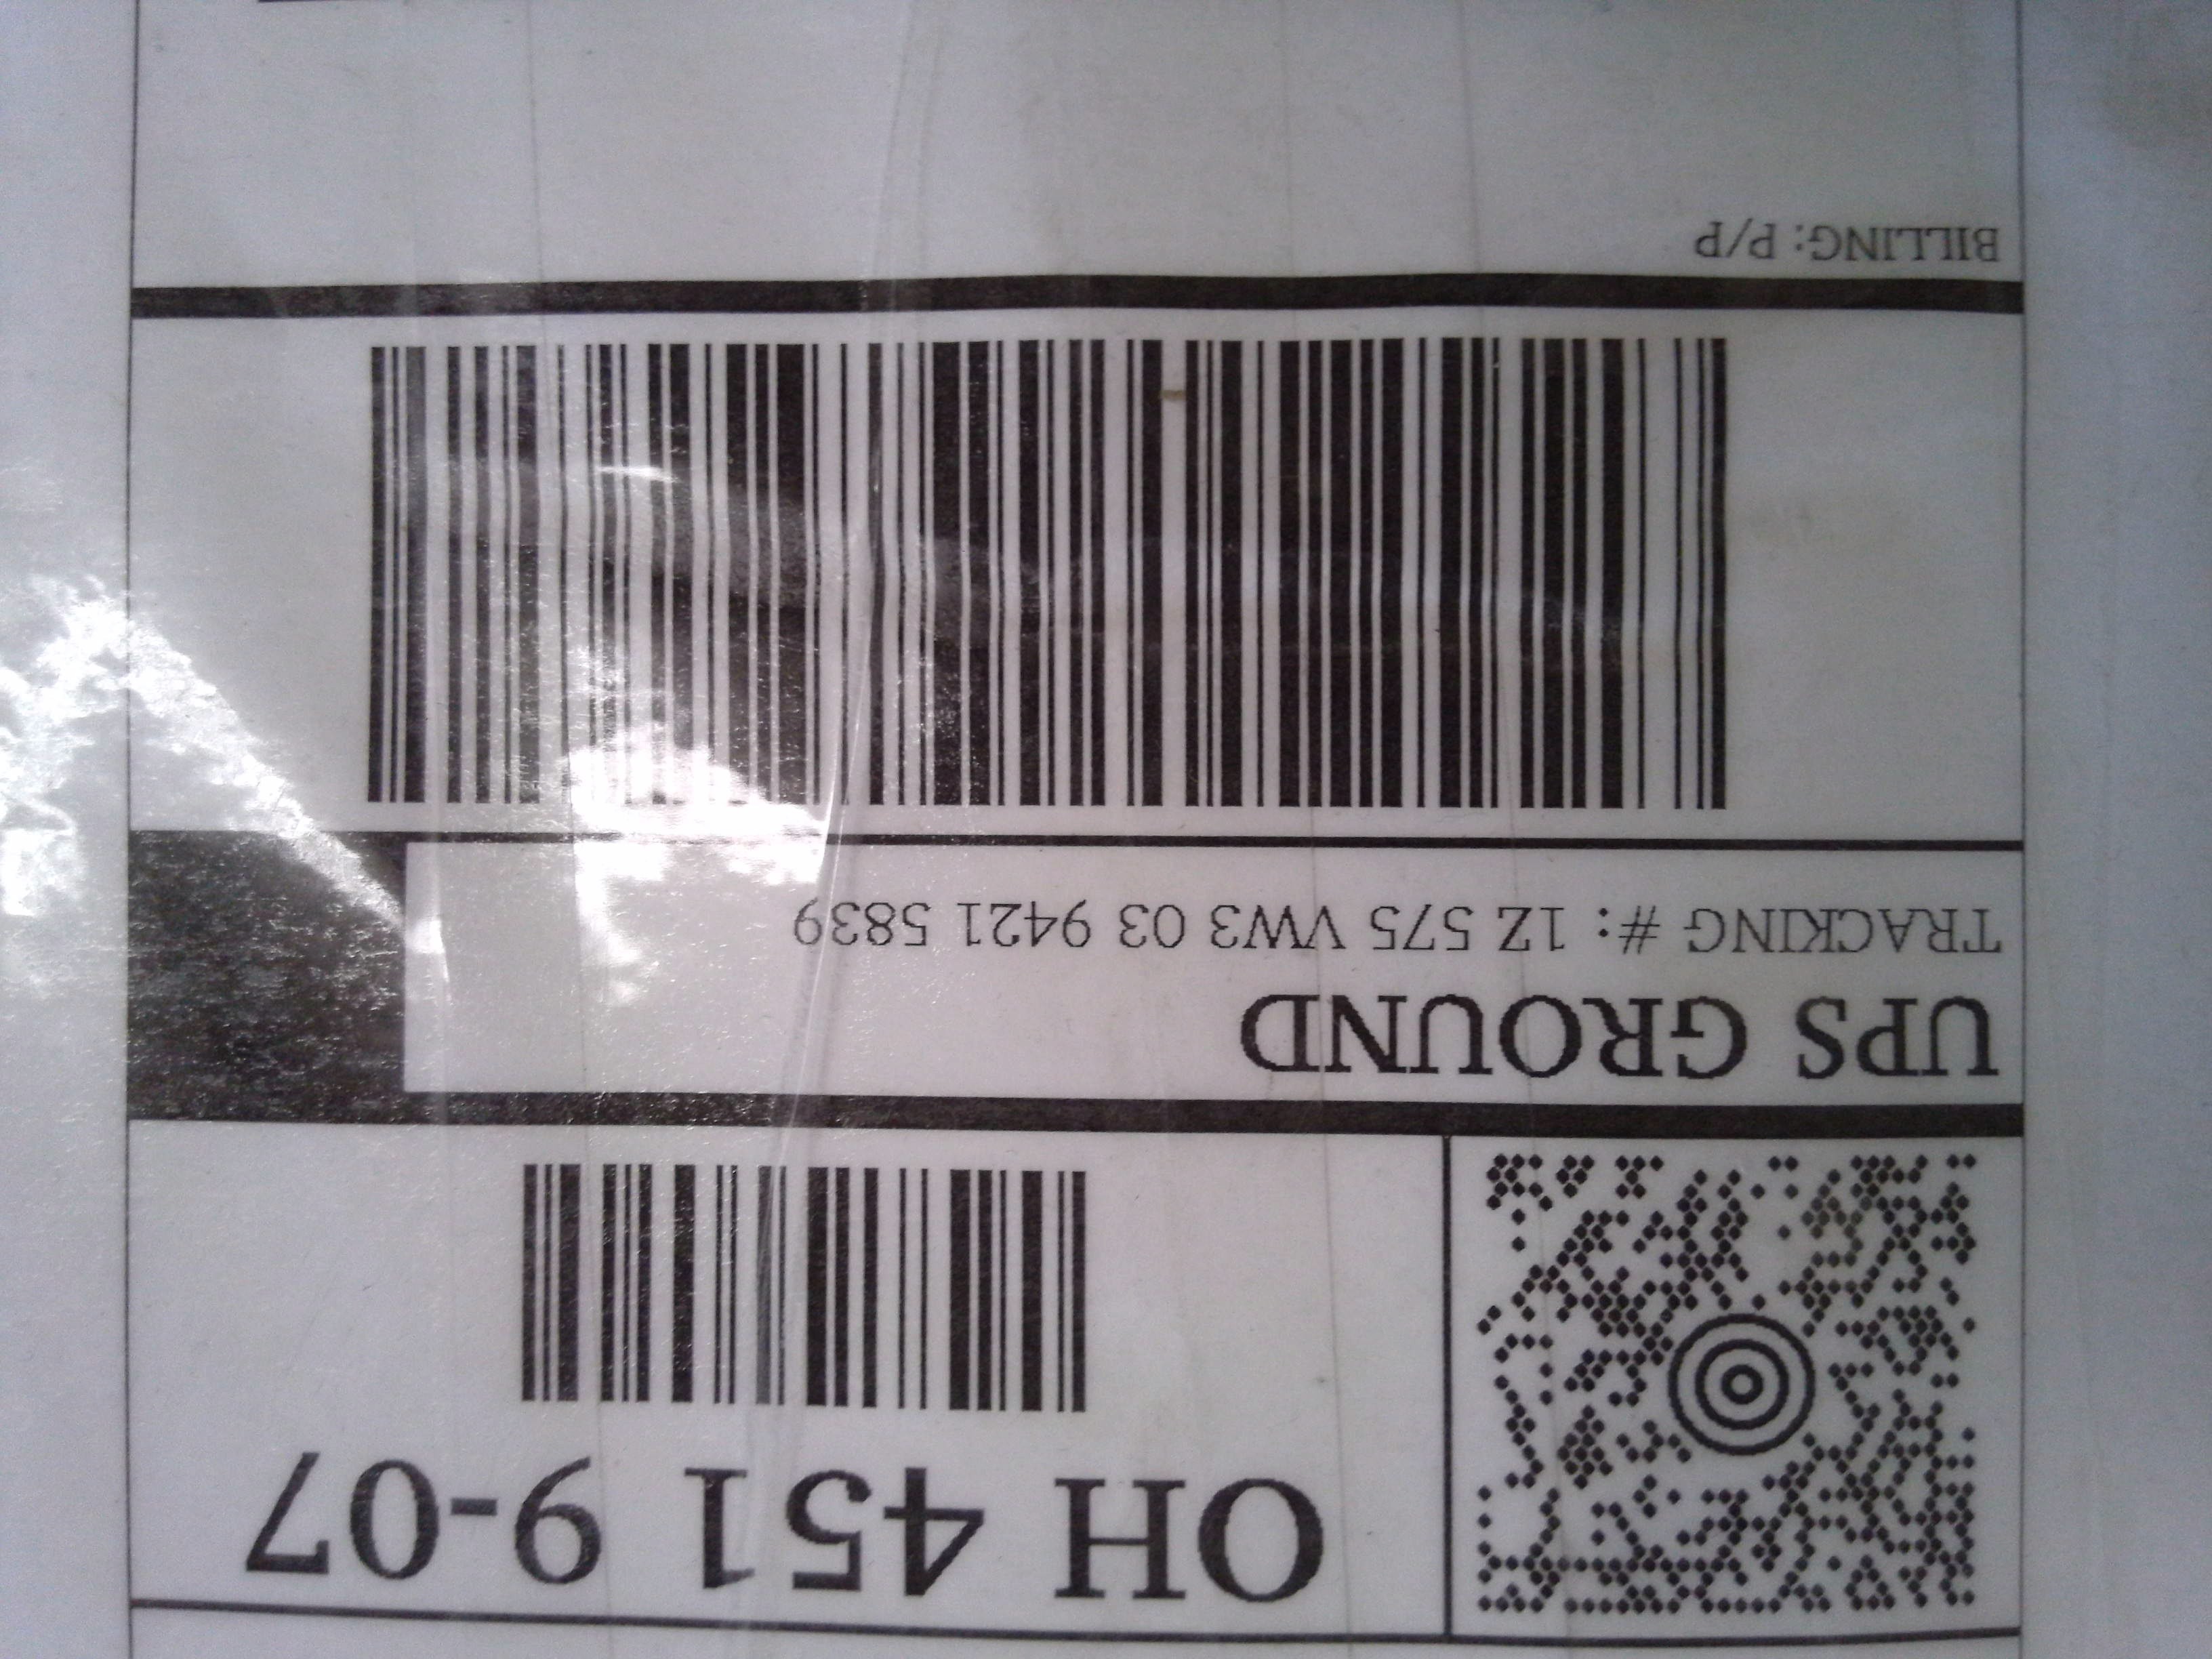 OH 451 9-07
UPS GROUND
TRACKING #: 1Z 575 VW3 03 9421 5839
BILLING: P/P